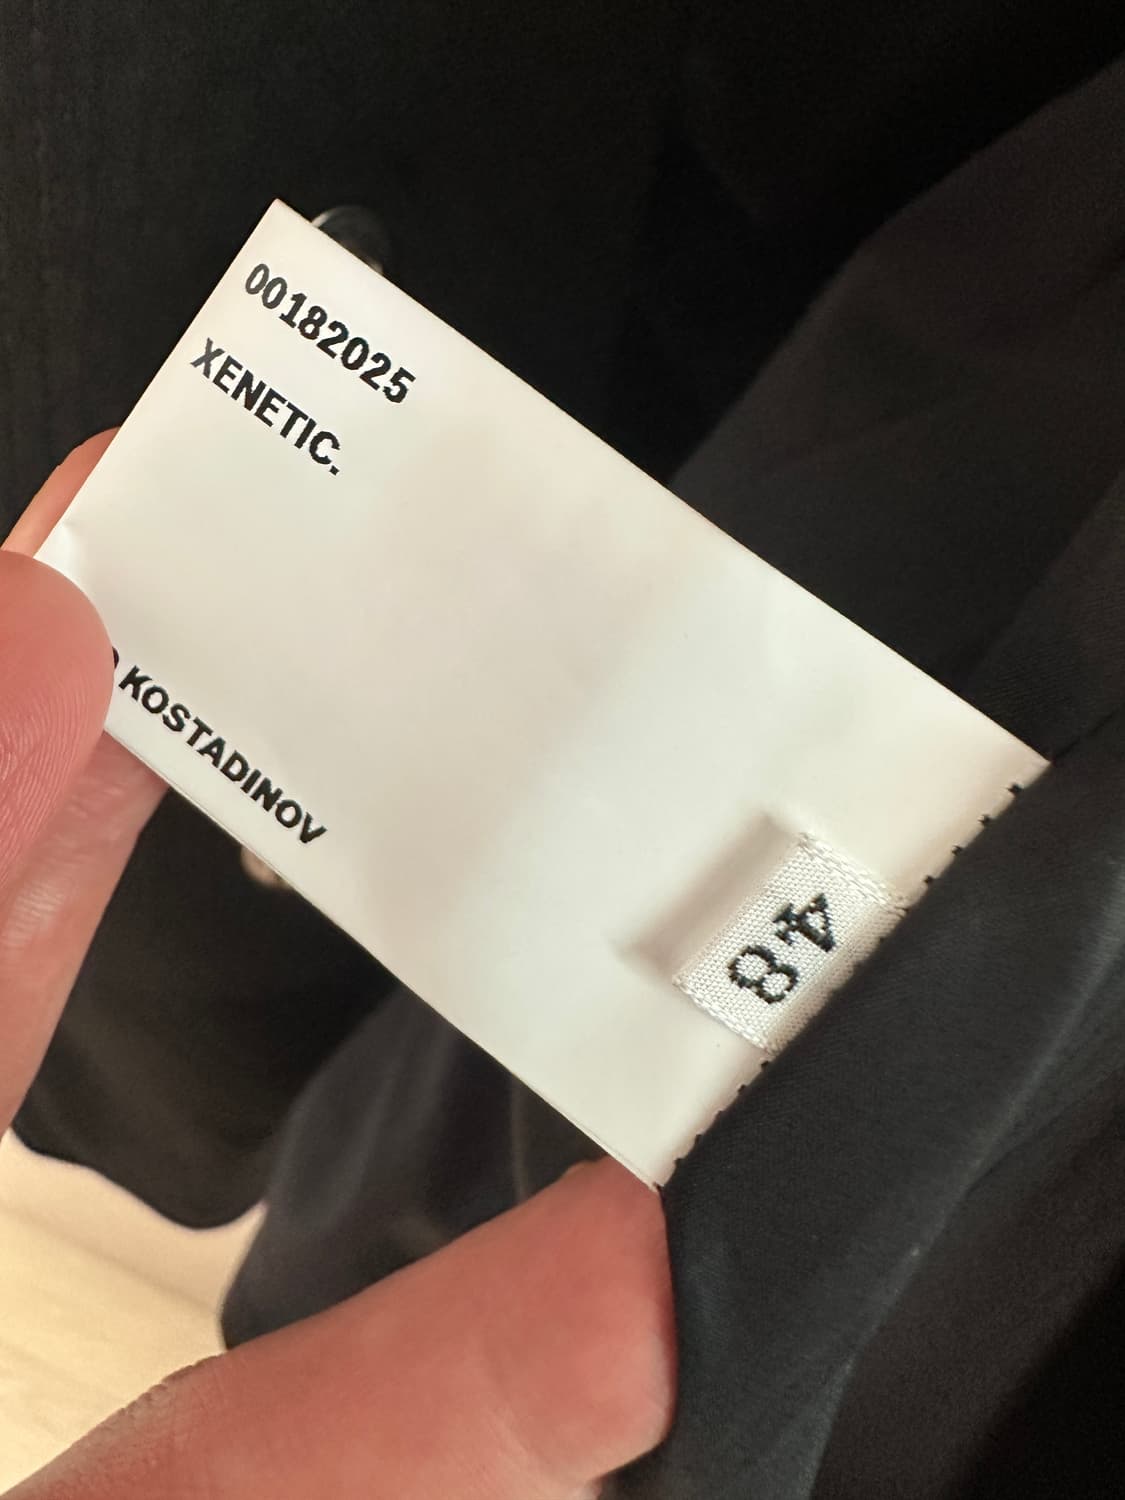 00182025
XENETIC.
KOSTADINOV
48